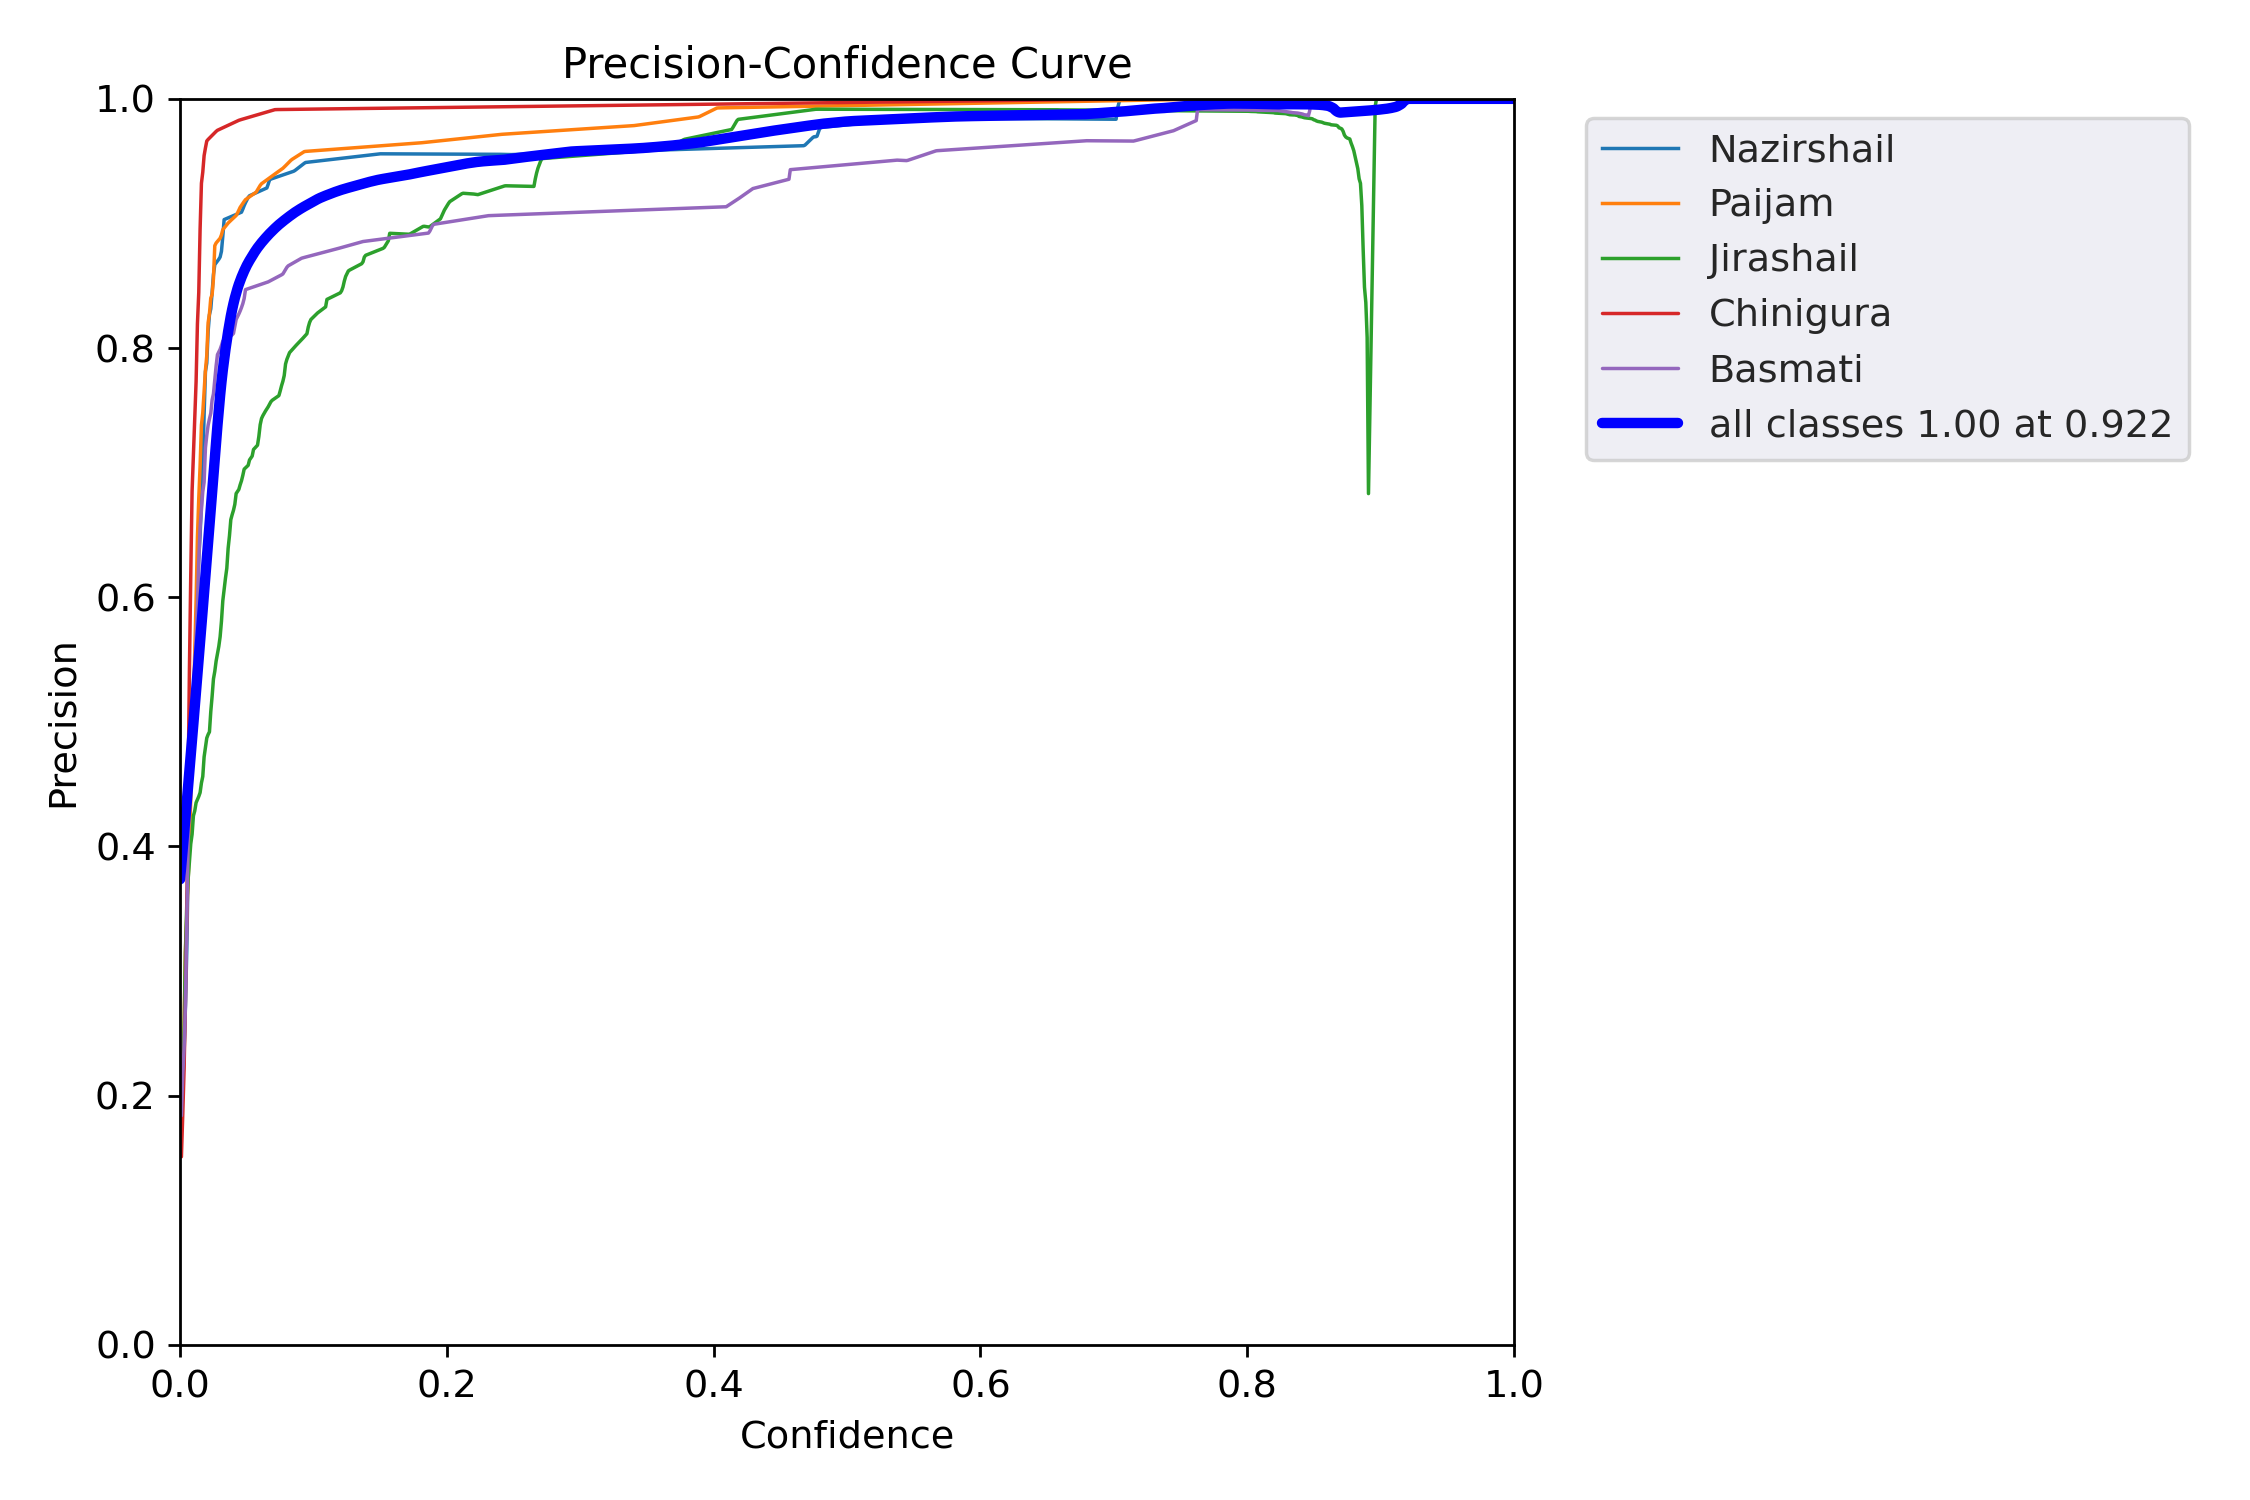 Precision-Confidence Curve
1.0
0.8
0.6
0.4
0.2
0.0
Precision
0.0 0.2 0.4 0.6 0.8 1.0
Confidence
Nazirshail
Paijam
Jirashail
Chinigura
Basmati
all classes 1.00 at 0.922